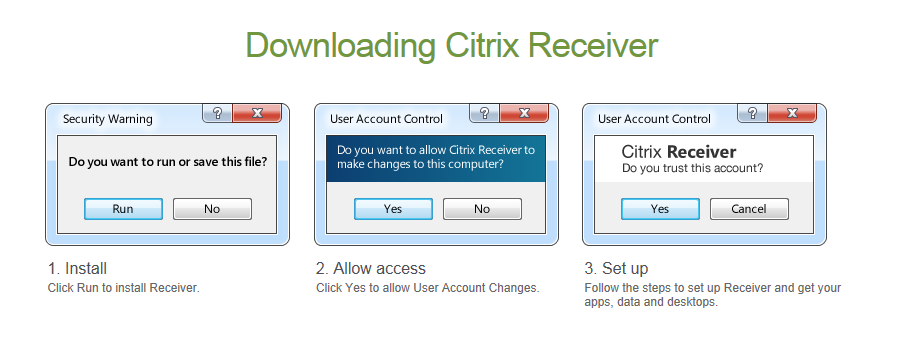 Downloading Citrix Receiver
Security Warning
? X
Do you want to run or save this file?
Run
No
1. Install
Click Run to install Receiver.
User Account Control
? X
Do you want to allow Citrix Receiver to
make changes to this computer?
Yes
No
2. Allow access
Click Yes to allow User Account Changes.
User Account Control
? X
Citrix Receiver
Do you trust this account?
Yes
Cancel
3. Set up
Follow the steps to set up Receiver and get your
apps, data and desktops.